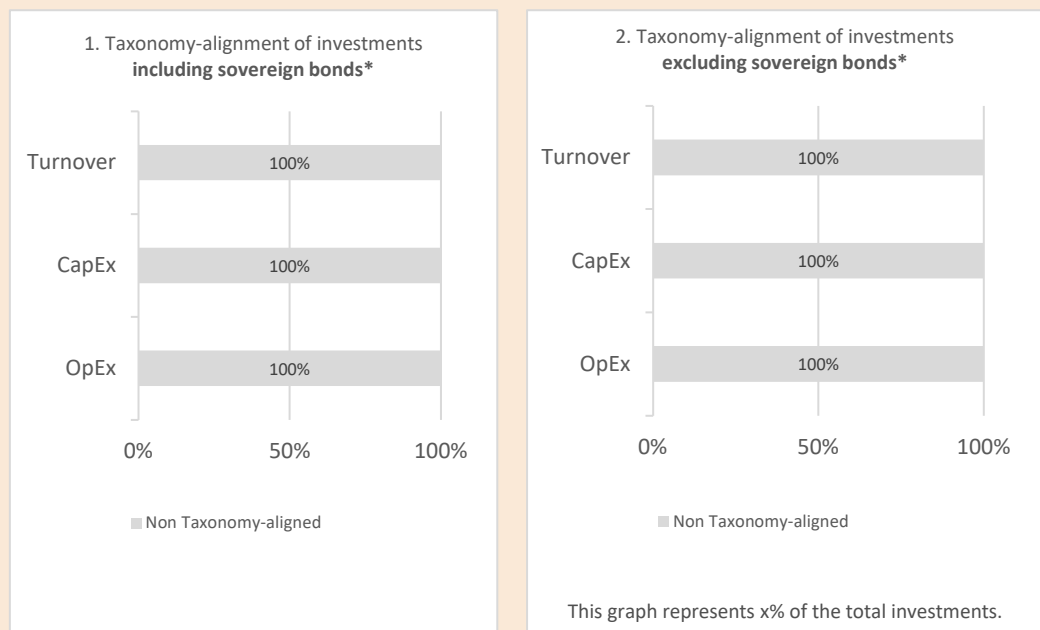 1. Taxonomy-alignment of investments
including sovereign bonds*
Turnover
100%
CapEx
100%
OpEx
100%
0%
50%
100%
Non Taxonomy-aligned
2. Taxonomy-alignment of investments
excluding sovereign bonds*
Turnover
100%
CapEx
100%
OpEx
100%
0%
50%
100%
Non Taxonomy-aligned
This graph represents x% of the total investments.